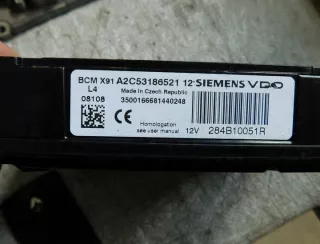 BCM X91 A2C53186521 12* SIEMENS VDO
L4 Made in Czech Republic
08108 3500166681440248
Homologation
see user manual 12V 284B10051R